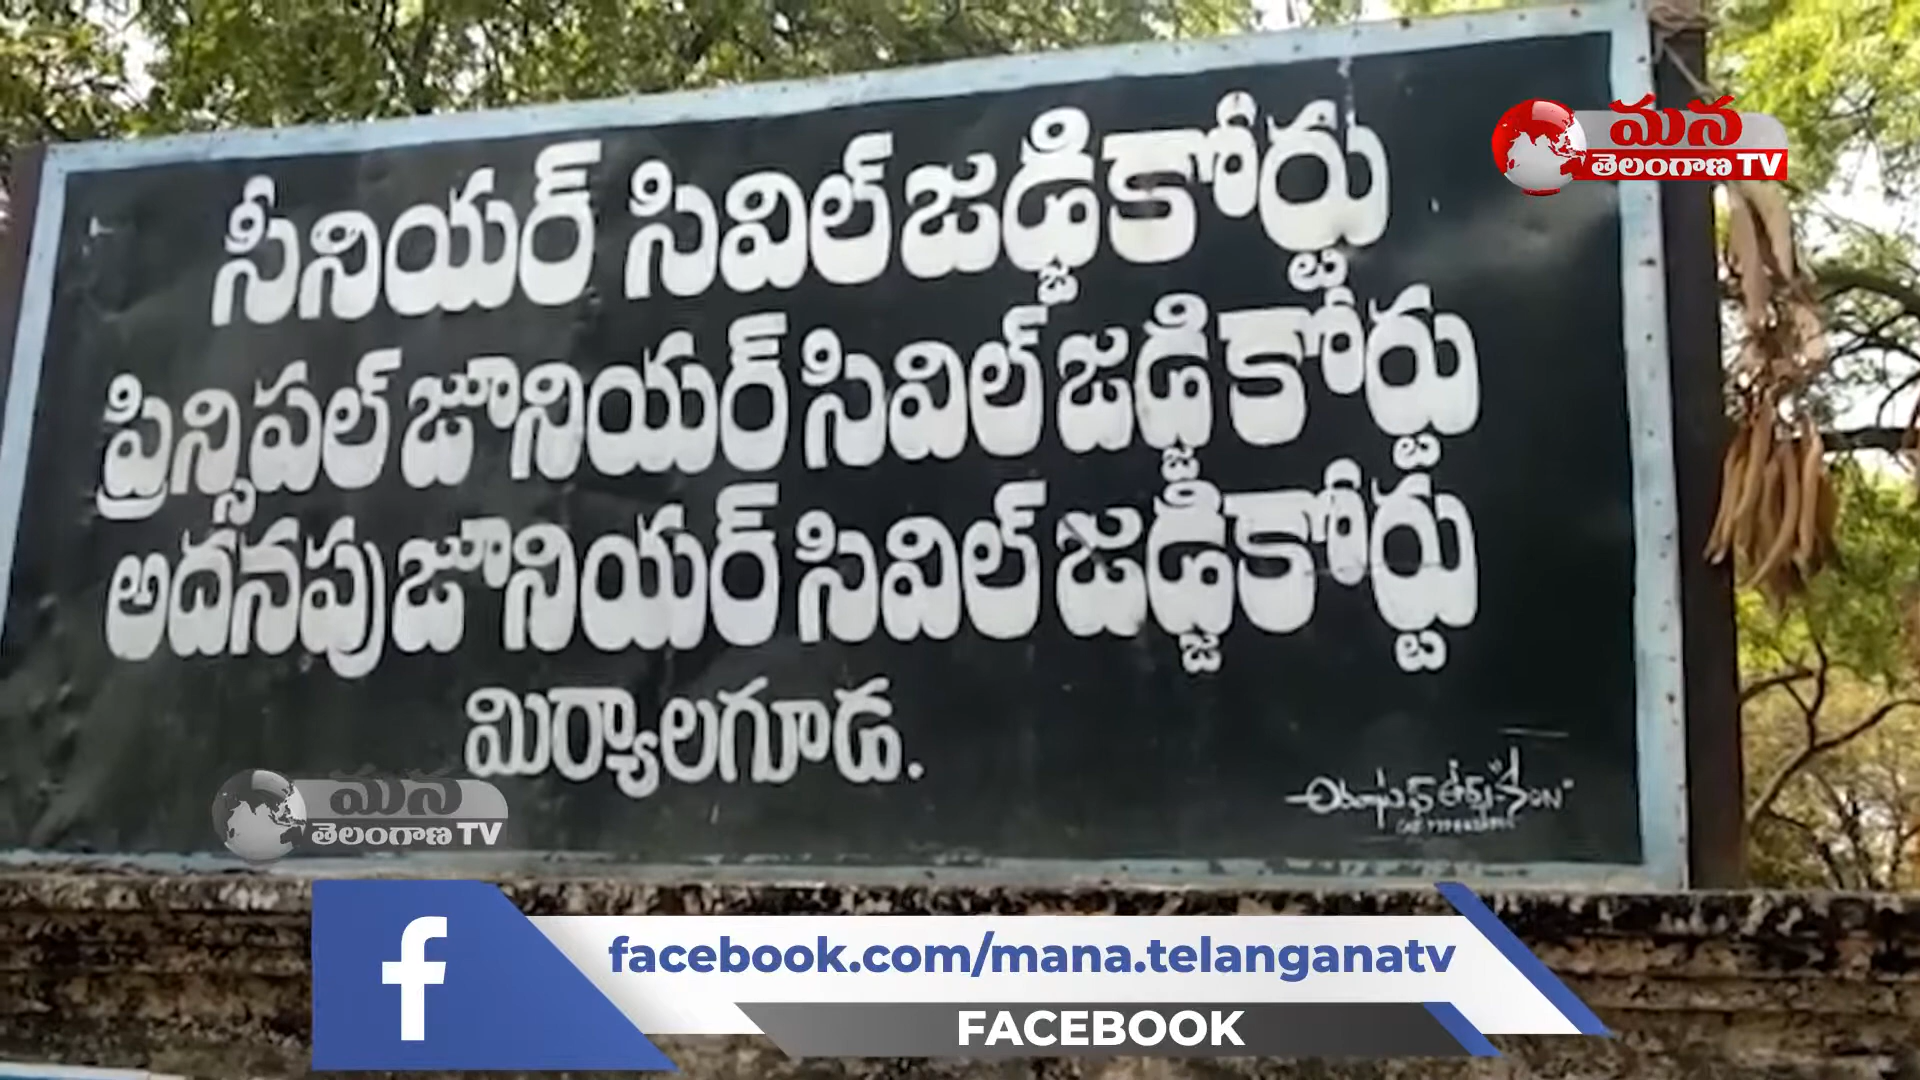 సీనియర్ సివిల్ జడ్జి కోర్టు
ప్రిన్సిపల్ జూనియర్ సివిల్ జడ్జి కోర్టు
అదనపు జూనియర్ సివిల్ జడ్జి కోర్టు
మిర్యాలగూడ.
మన
తెలంగాణ TV
మన
తెలంగాణ TV
facebook.com/mana.telanganatv
FACEBOOK